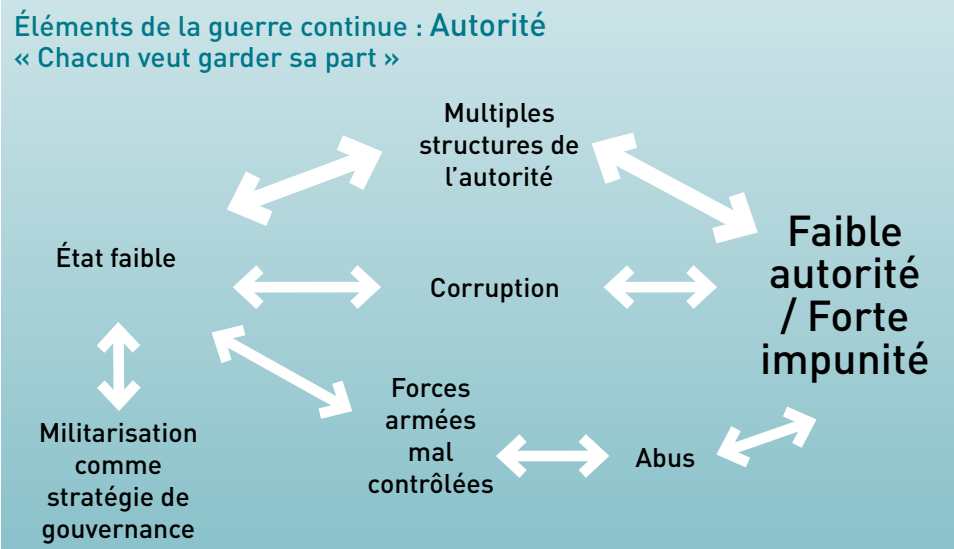 Éléments de la guerre continue : Autorité
« Chacun veut garder sa part »
Multiples
structures de
l'autorité
État faible
Corruption
Faible
autorité
/ Forte
impunité
Militarisation
comme
stratégie de
gouvernance
Forces
armées
mal
contrôlées
Abus